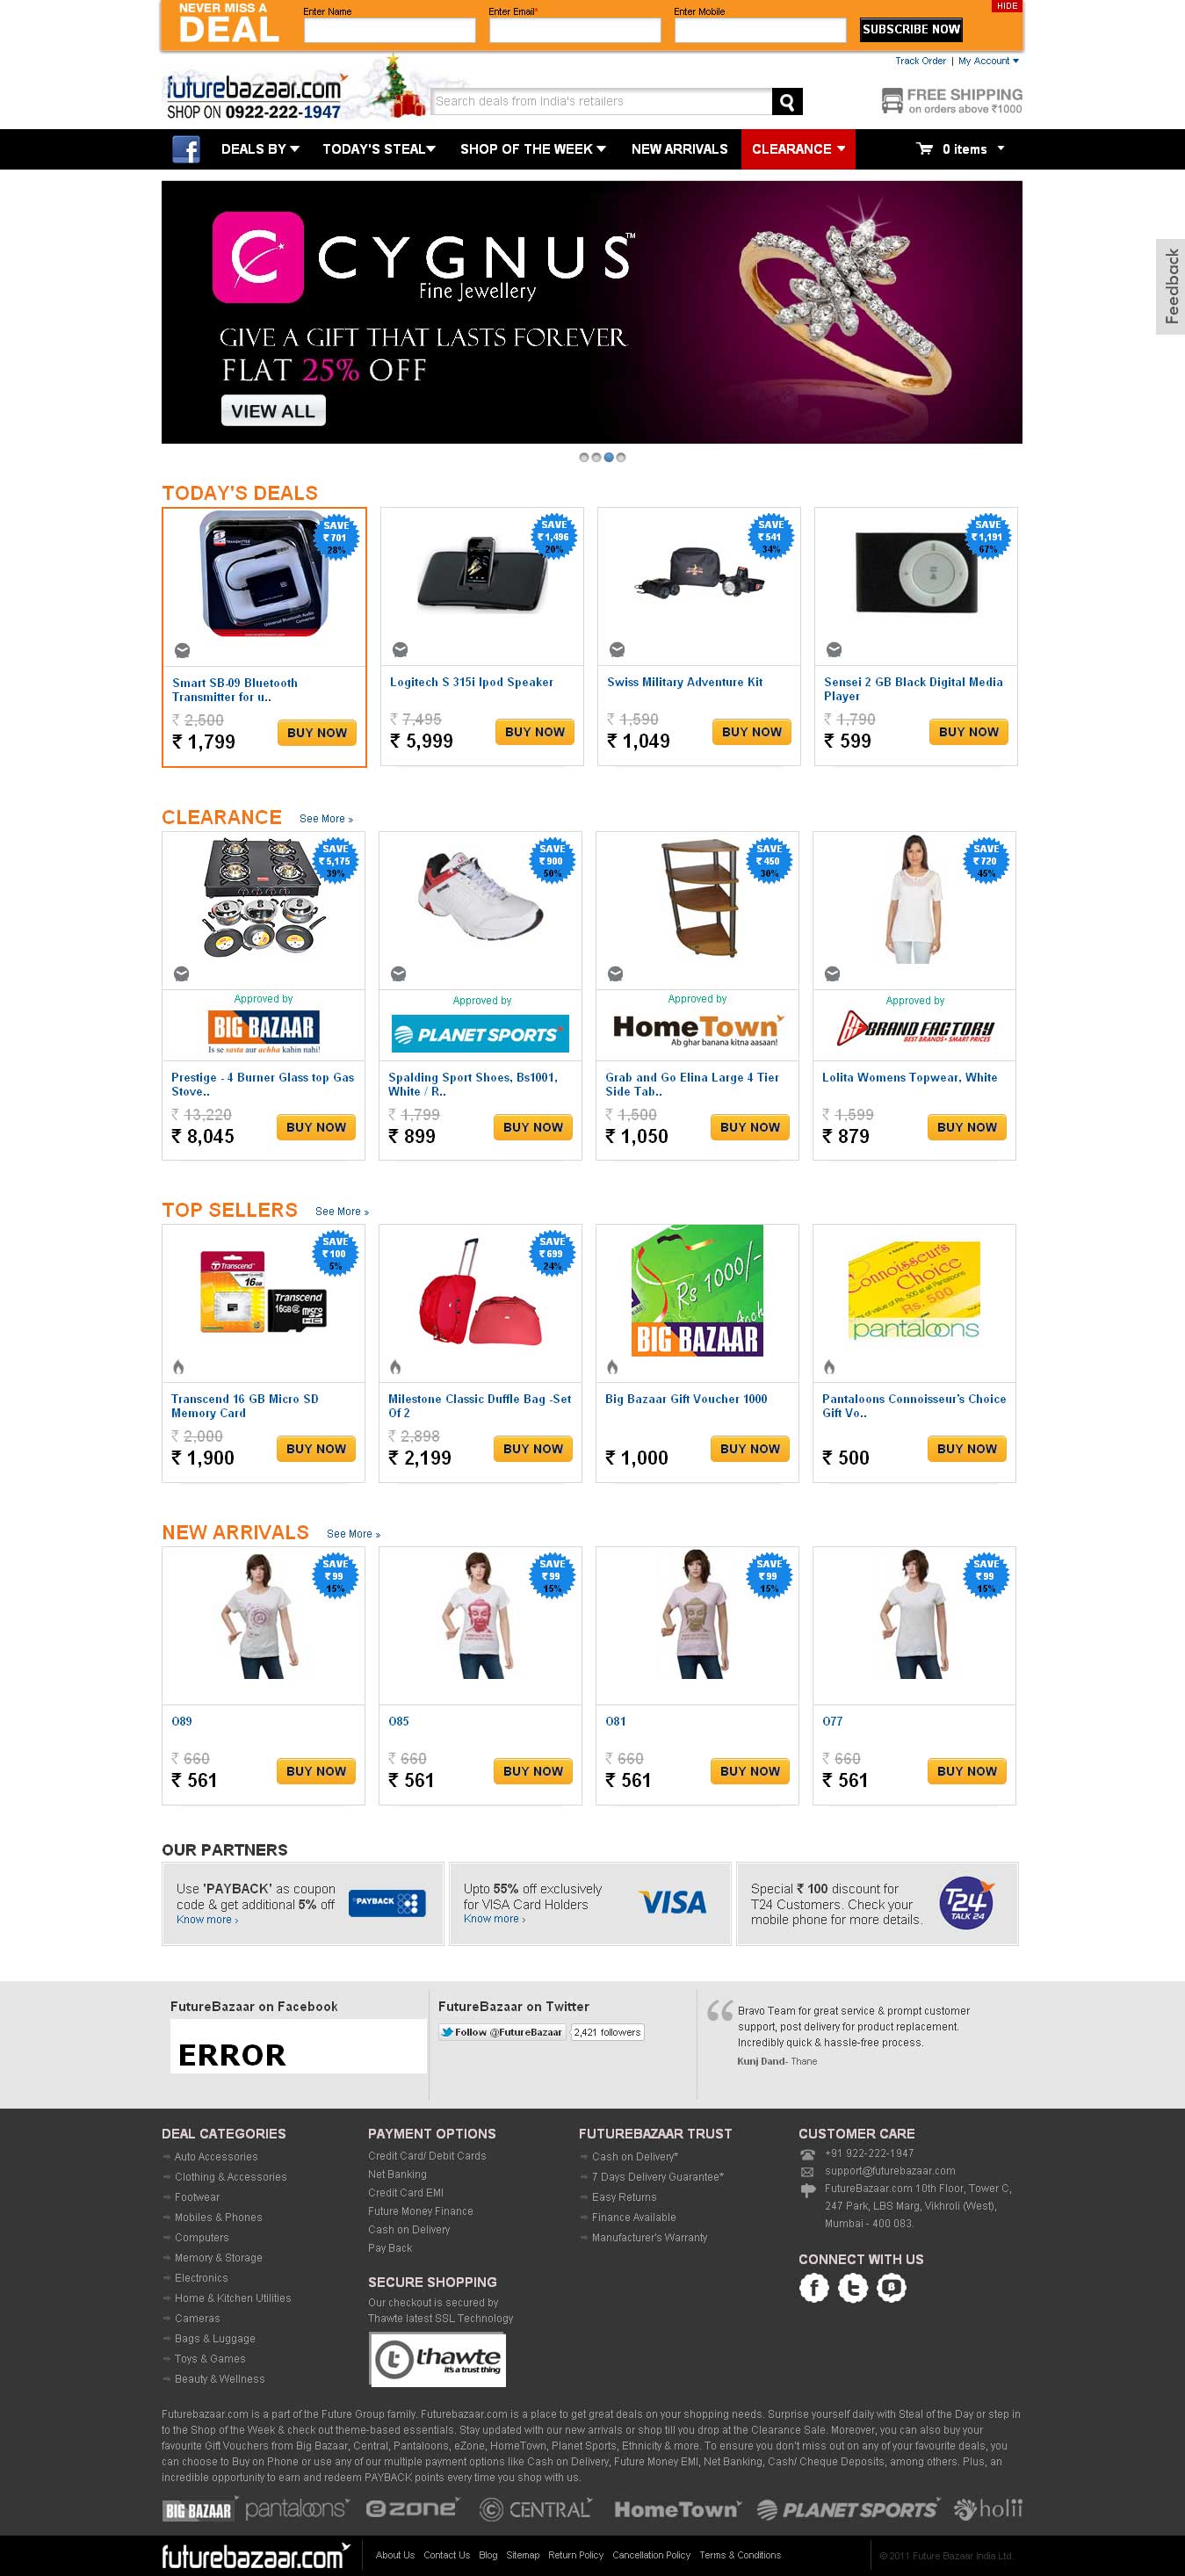 NEVER MISS A
DEAL
Enter Name
Enter Email*
Enter Mobile
SUBSCRIBE NOW
HIDE
Track Order | My Account
futurebazaar.com
SHOP ON 0922-222-1947
Search deals from India's retailers
FREE SHIPPING
on orders above ₹1000
DEALS BY
TODAY'S STEAL
SHOP OF THE WEEK
NEW ARRIVALS
CLEARANCE
0 items
Feedback
CYGNUS™
Fine Jewellery
GIVE A GIFT THAT LASTS FOREVER
FLAT 25% OFF
VIEW ALL
TODAY'S DEALS
SAVE
₹ 701
28%
SAVE
₹ 1,496
20%
SAVE
₹ 541
34%
SAVE
₹ 1,191
67%
Smart SB-09 Bluetooth
Transmitter for u..
₹ 2,500
₹ 1,799
BUY NOW
Logitech S 315i Ipod Speaker
₹ 7,495
₹ 5,999
BUY NOW
Swiss Military Adventure Kit
₹ 1,590
₹ 1,049
BUY NOW
Sensei 2 GB Black Digital Media
Player
₹ 1,790
₹ 599
BUY NOW
CLEARANCE
See More »
SAVE
₹ 5,175
39%
SAVE
₹ 900
50%
SAVE
₹ 450
30%
SAVE
₹ 720
45%
Approved by
BIG BAZAAR
Is se sasta aur achha kahin nahi!
Approved by
PLANET SPORTS
Approved by
HomeTown
Ab ghar banana kitna aasaan!
Approved by
BRAND FACTORY
BEST BRANDS • SMART PRICES
Prestige - 4 Burner Glass top Gas
Stove..
₹ 13,220
₹ 8,045
BUY NOW
Spalding Sport Shoes, Bs1001,
White / R..
₹ 1,799
₹ 899
BUY NOW
Grab and Go Elina Large 4 Tier
Side Tab..
₹ 1,500
₹ 1,050
BUY NOW
Lolita Womens Topwear, White
₹ 1,599
₹ 879
BUY NOW
TOP SELLERS
See More »
SAVE
₹ 100
5%
Transcend
16GB
Transcend
16GB
micro
SAVE
₹ 699
24%
Rs 1000/-
BIG BAZAAR
Connoisseur's
Choice
Rs. 500
pantaloons
Transcend 16 GB Micro SD
Memory Card
₹ 2,000
₹ 1,900
BUY NOW
Milestone Classic Duffle Bag -Set
Of 2
₹ 2,898
₹ 2,199
BUY NOW
Big Bazaar Gift Voucher 1000
₹ 1,000
BUY NOW
Pantaloons Connoisseur's Choice
Gift Vo..
₹ 500
BUY NOW
NEW ARRIVALS
See More »
SAVE
₹ 99
15%
SAVE
₹ 99
15%
SAVE
₹ 99
15%
SAVE
₹ 99
15%
O89
₹ 660
₹ 561
BUY NOW
O85
₹ 660
₹ 561
BUY NOW
O81
₹ 660
₹ 561
BUY NOW
O77
₹ 660
₹ 561
BUY NOW
OUR PARTNERS
Use 'PAYBACK' as coupon
code & get additional 5% off
Know more ›
PAYBACK
Upto 55% off exclusively
for VISA Card Holders
Know more ›
VISA
Special ₹ 100 discount for
T24 Customers. Check your
mobile phone for more details.
T24
TALK 24
FutureBazaar on Facebook
ERROR
FutureBazaar on Twitter
Follow @FutureBazaar
2,421 followers
Bravo Team for great service & prompt customer
support, post delivery for product replacement.
Incredibly quick & hassle-free process.
Kunj Dand- Thane
DEAL CATEGORIES
Auto Accessories
Clothing & Accessories
Footwear
Mobiles & Phones
Computers
Memory & Storage
Electronics
Home & Kitchen Utilities
Cameras
Bags & Luggage
Toys & Games
Beauty & Wellness
PAYMENT OPTIONS
Credit Card/ Debit Cards
Net Banking
Credit Card EMI
Future Money Finance
Cash on Delivery
Pay Back
SECURE SHOPPING
Our checkout is secured by
Thawte latest SSL Technology
thawte
it's a trust thing
FUTUREBAZAAR TRUST
Cash on Delivery*
7 Days Delivery Guarantee*
Easy Returns
Finance Available
Manufacturer's Warranty
CUSTOMER CARE
+91 922-222-1947
support@futurebazaar.com
FutureBazaar.com 10th Floor, Tower C,
247 Park, LBS Marg, Vikhroli (West),
Mumbai - 400 083.
CONNECT WITH US
Futurebazaar.com is a part of the Future Group family. Futurebazaar.com is a place to get great deals on your shopping needs. Surprise yourself daily with Steal of the Day or step in
to the Shop of the Week & check out theme-based essentials. Stay updated with our new arrivals or shop till you drop at the Clearance Sale. Moreover, you can also buy your
favourite Gift Vouchers from Big Bazaar, Central, Pantaloons, eZone, HomeTown, Planet Sports, Ethnicity & more. To ensure you don't miss out on any of your favourite deals, you
can choose to Buy on Phone or use any of our multiple payment options like Cash on Delivery, Future Money EMI, Net Banking, Cash/ Cheque Deposits, among others. Plus, an
incredible opportunity to earn and redeem PAYBACK points every time you shop with us.
BIG BAZAAR
pantaloons
ezone
CENTRAL
HomeTown
PLANET SPORTS
holii
futurebazaar.com
About Us Contact Us Blog Sitemap Return Policy Cancellation Policy Terms & Conditions
© 2011 Future Bazaar India Ltd.